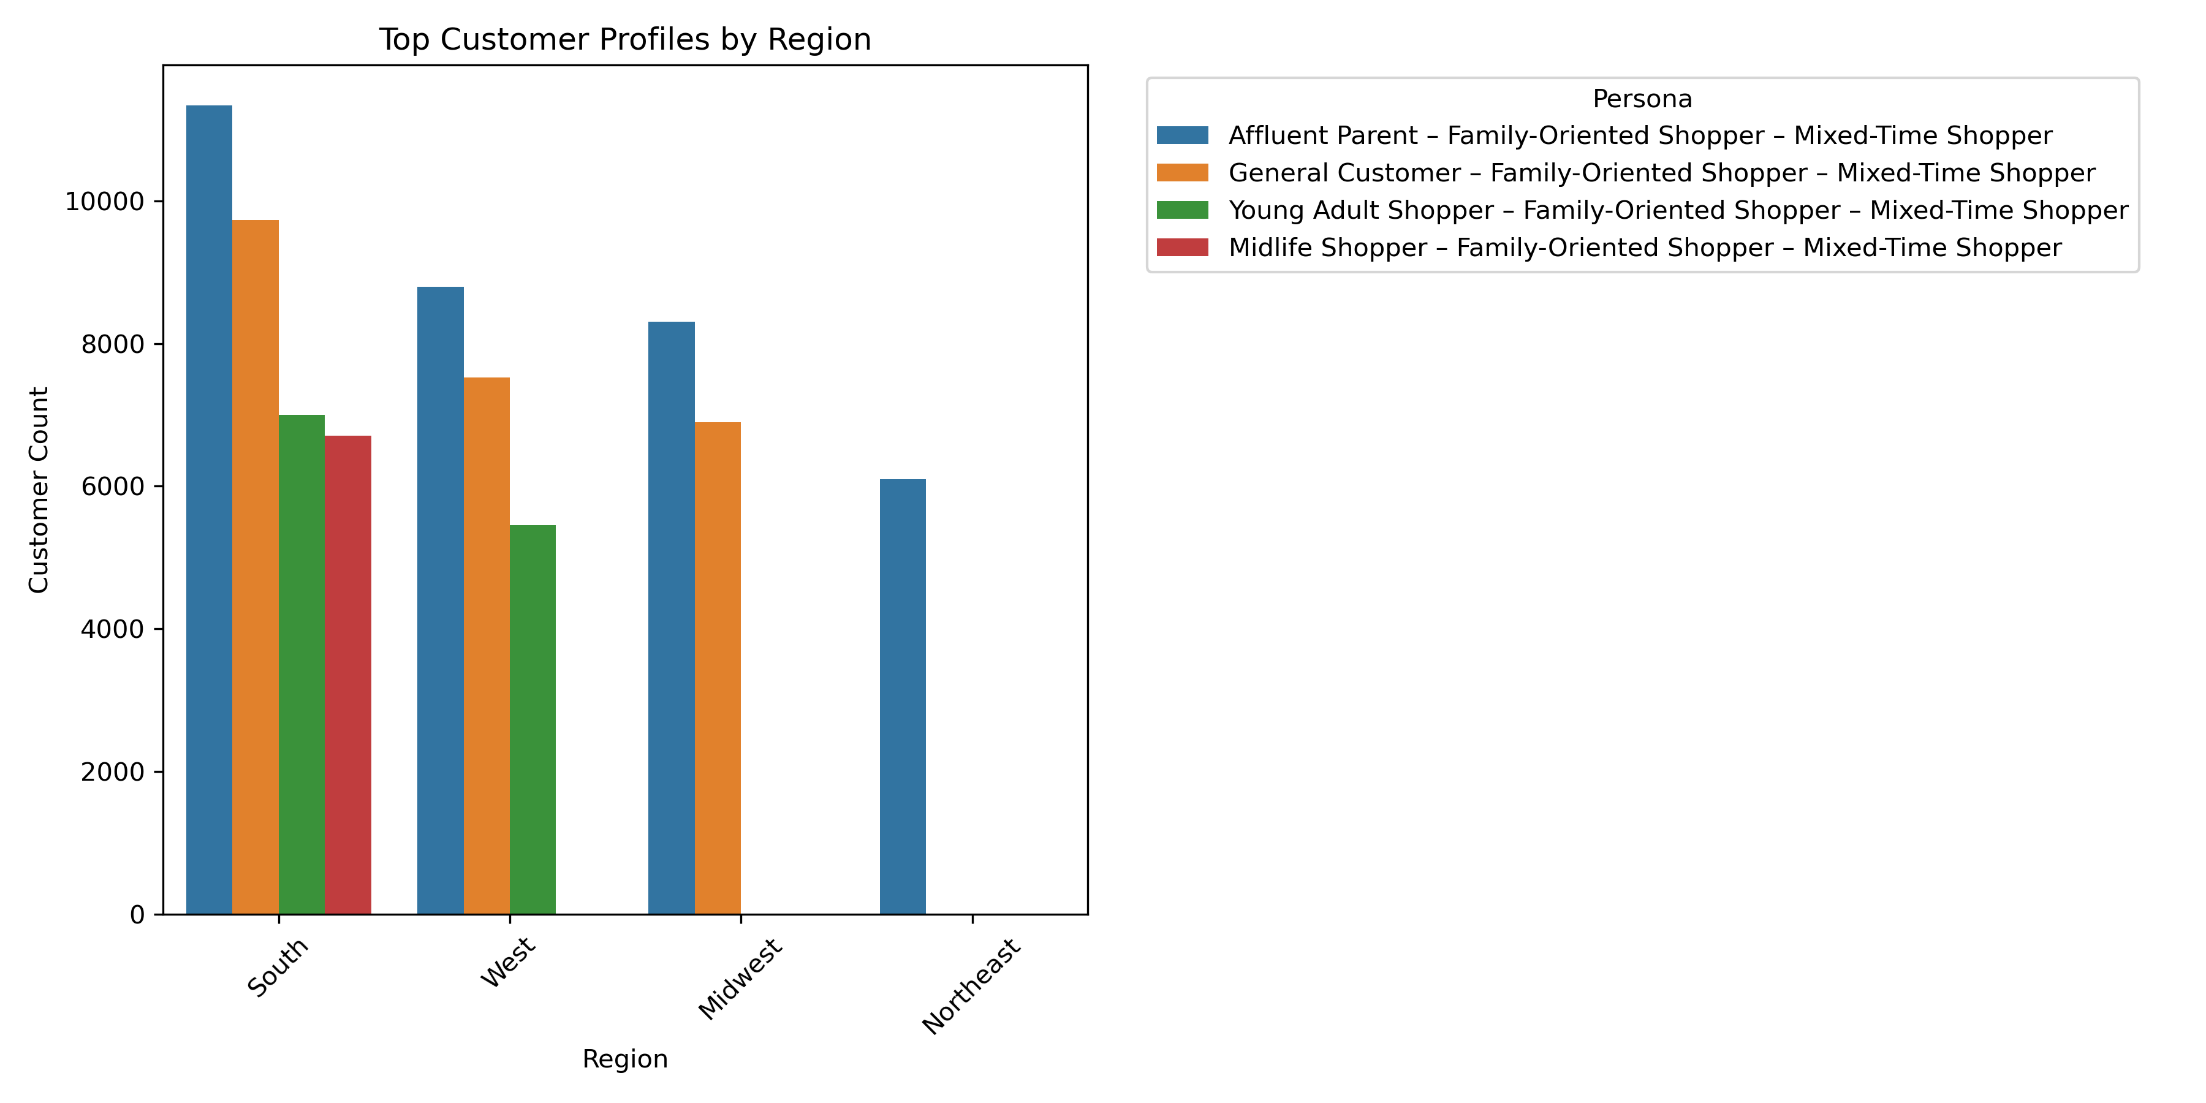 Top Customer Profiles by Region
Customer Count
10000
8000
6000
4000
2000
0
South
West
Midwest
Northeast
Region
Persona
Affluent Parent – Family-Oriented Shopper – Mixed-Time Shopper
General Customer – Family-Oriented Shopper – Mixed-Time Shopper
Young Adult Shopper – Family-Oriented Shopper – Mixed-Time Shopper
Midlife Shopper – Family-Oriented Shopper – Mixed-Time Shopper